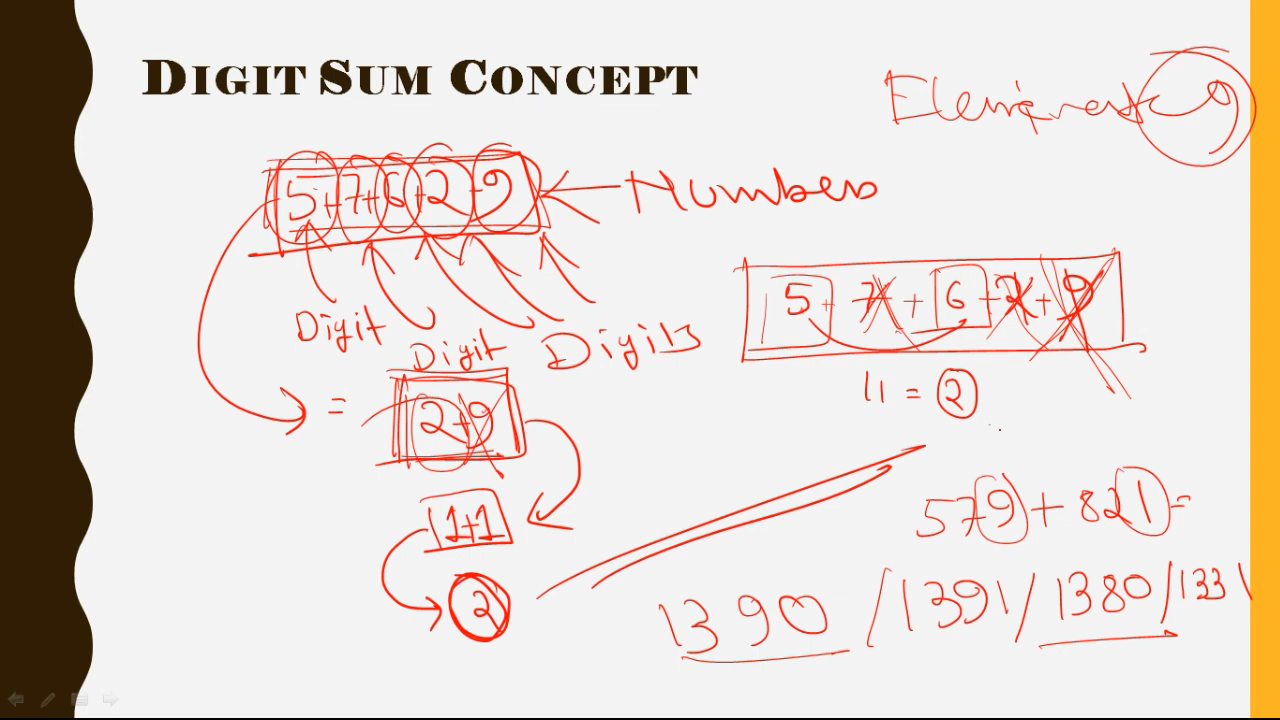 DIGIT SUM CONCEPT
9
5+7+6+2+9
Numbers
5+7+6+2+9
Digit
Digit
Digits
11 = 2
=
2+9
1+1
579+821=
2
1390/1391/1380/1331